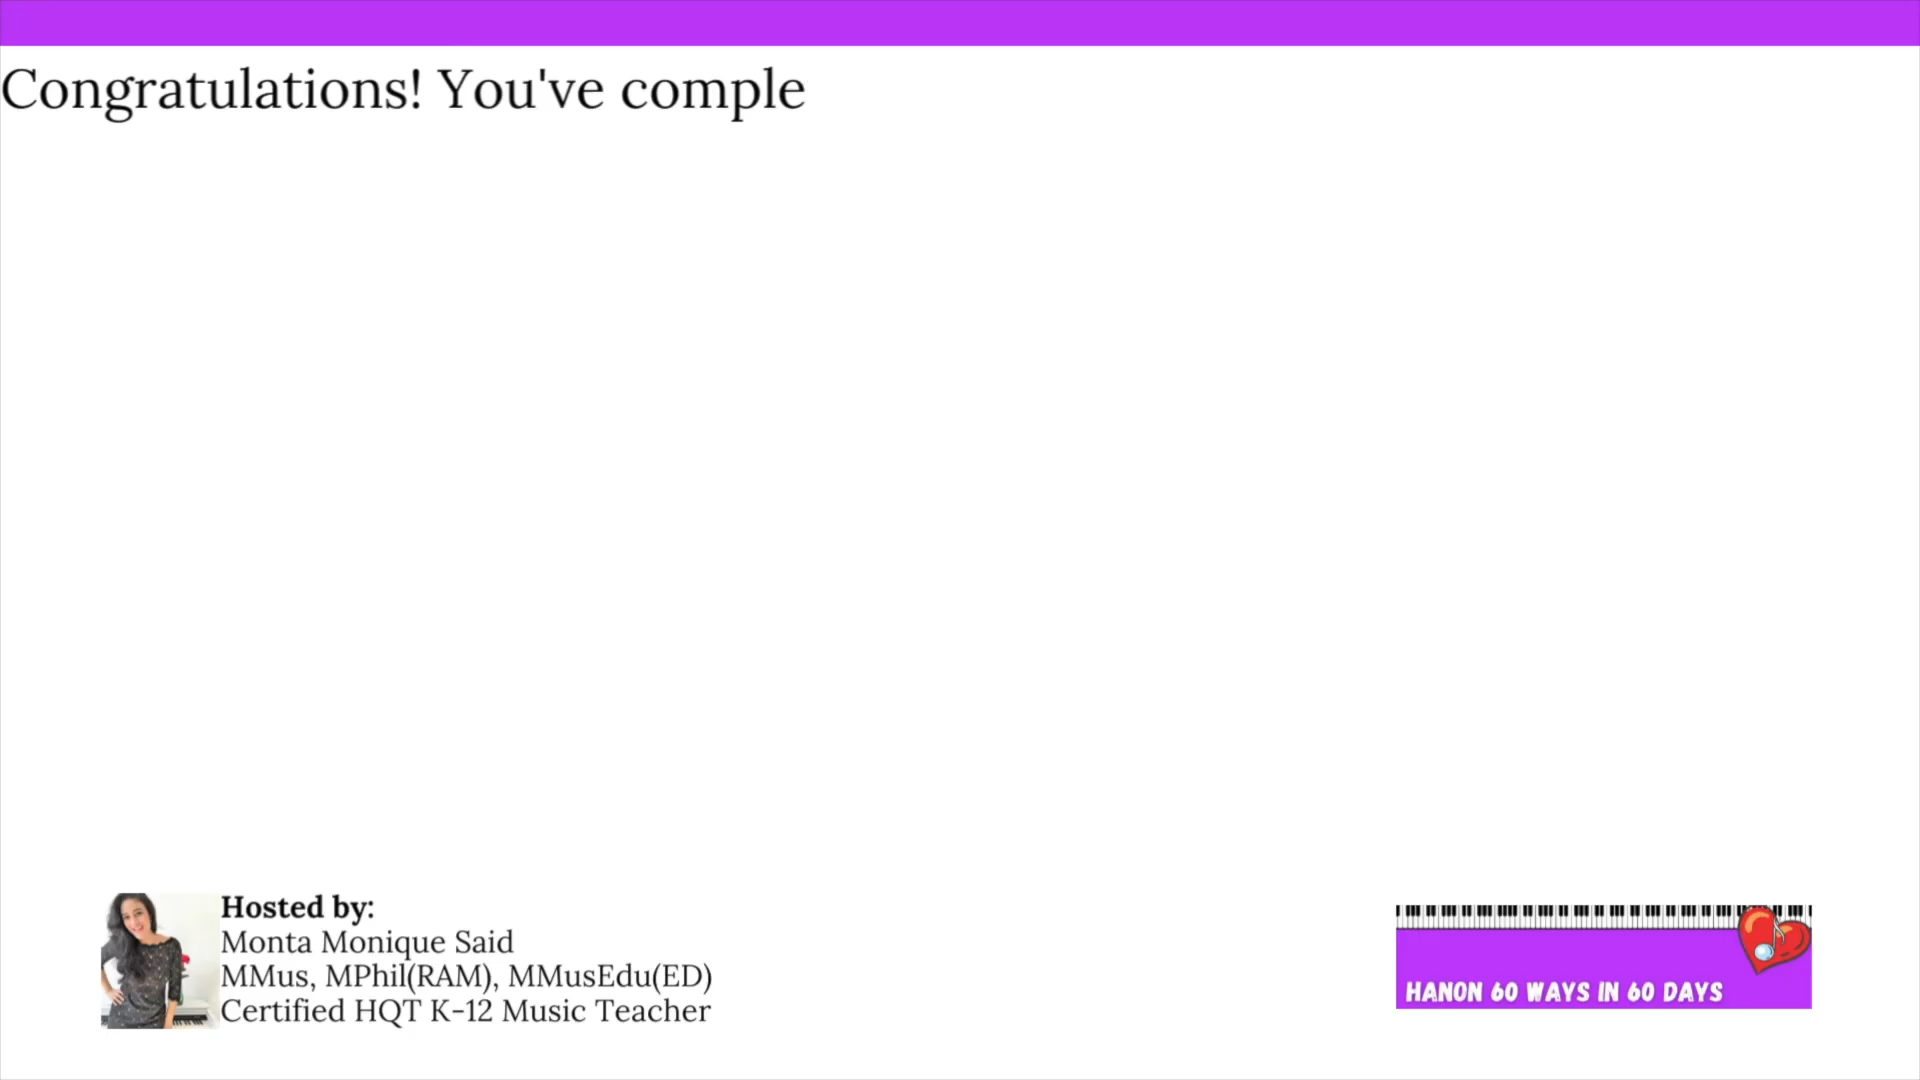 Congratulations! You've comple
Hosted by:
Monta Monique Said
MMus, MPhil(RAM), MMusEdu(ED)
Certified HQT K-12 Music Teacher
HANON 60 WAYS IN 60 DAYS